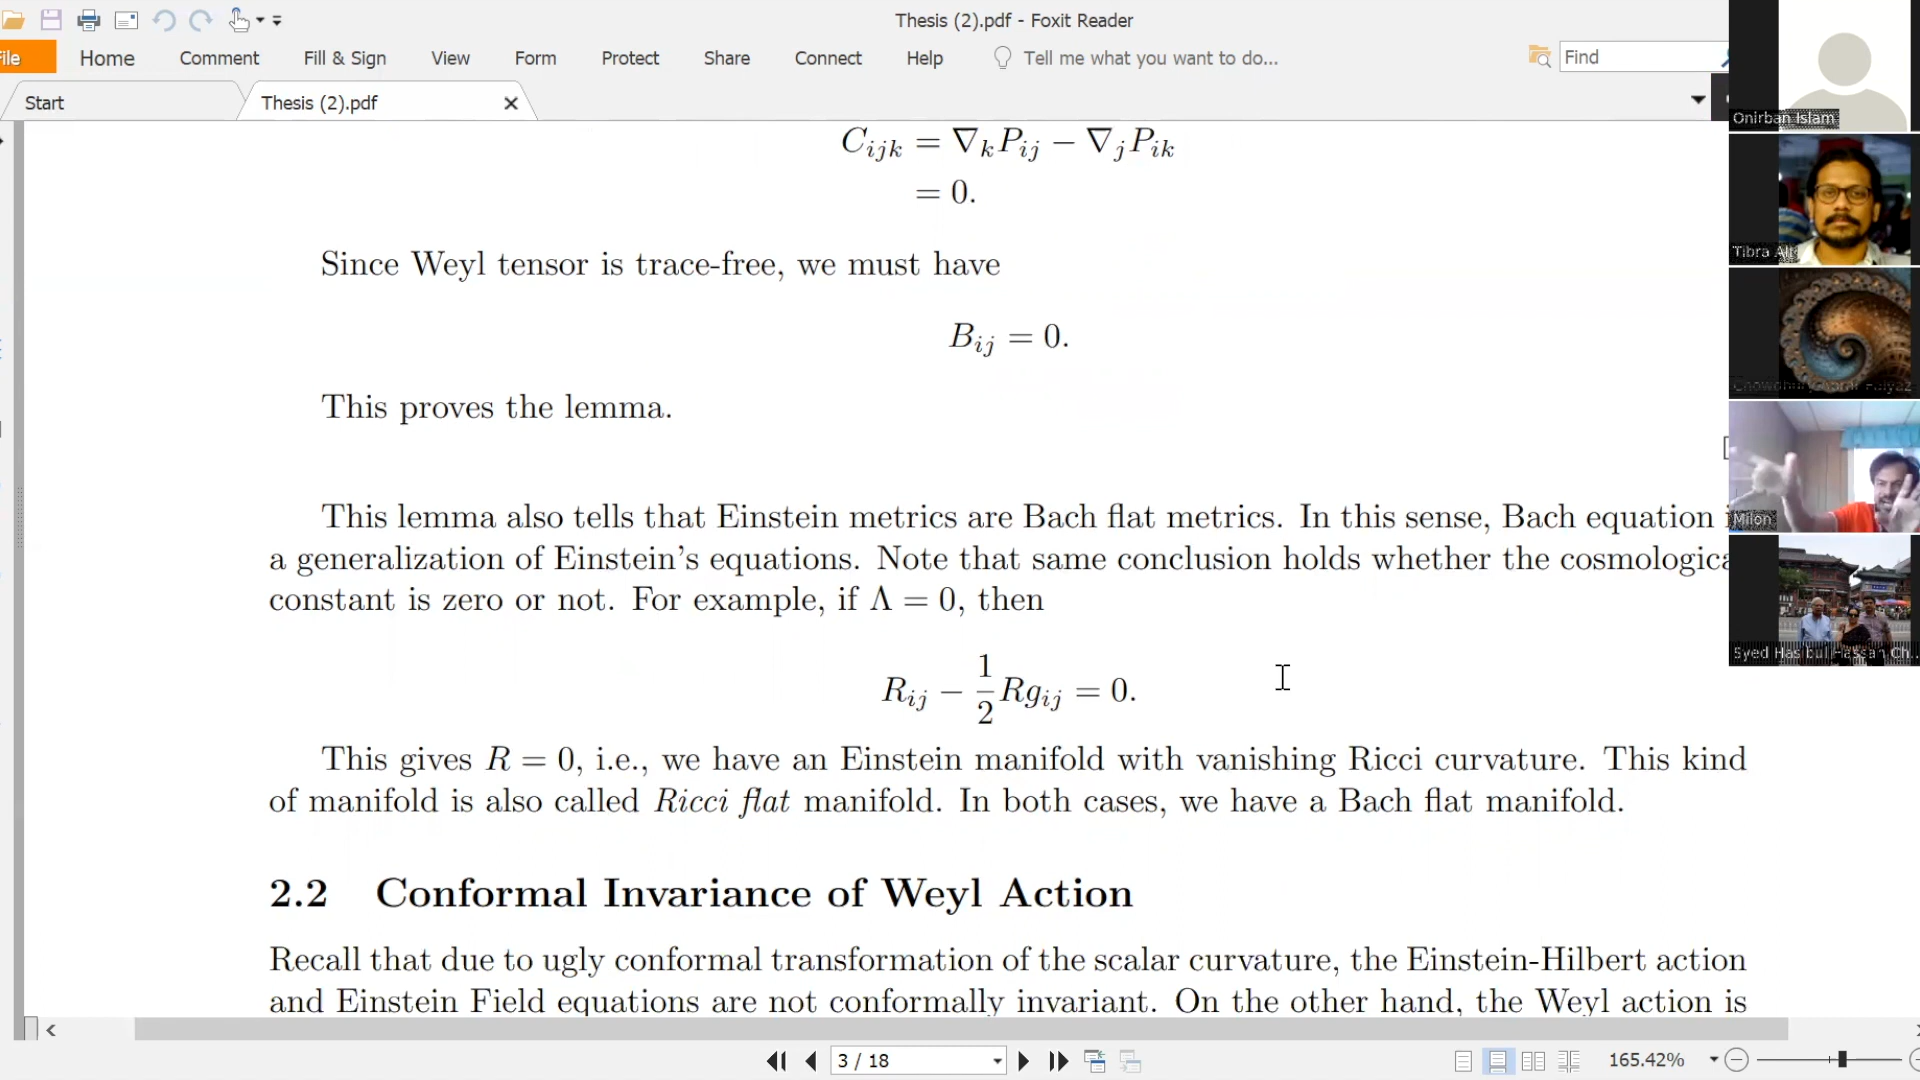 Thesis (2).pdf - Foxit Reader
ile
Home
Comment
Fill & Sign
View
Form
Protect
Share
Connect
Help
Tell me what you want to do...
Find
Start
Thesis (2).pdf
C_{ijk} = ∇_k P_{ij} − ∇_j P_{ik}
= 0.
Since Weyl tensor is trace-free, we must have
B_{ij} = 0.
This proves the lemma.
This lemma also tells that Einstein metrics are Bach flat metrics. In this sense, Bach equation
a generalization of Einstein's equations. Note that same conclusion holds whether the cosmologica
constant is zero or not. For example, if Λ = 0, then
R_{ij} − 1/2 R g_{ij} = 0.
This gives R = 0, i.e., we have an Einstein manifold with vanishing Ricci curvature. This kind
of manifold is also called Ricci flat manifold. In both cases, we have a Bach flat manifold.
2.2 Conformal Invariance of Weyl Action
Recall that due to ugly conformal transformation of the scalar curvature, the Einstein-Hilbert action
and Einstein Field equations are not conformally invariant. On the other hand, the Weyl action is
3 / 18
165.42%
Onirban Islam
Tibra Ali
Milon
Syed Hasibul Hassan Ch...